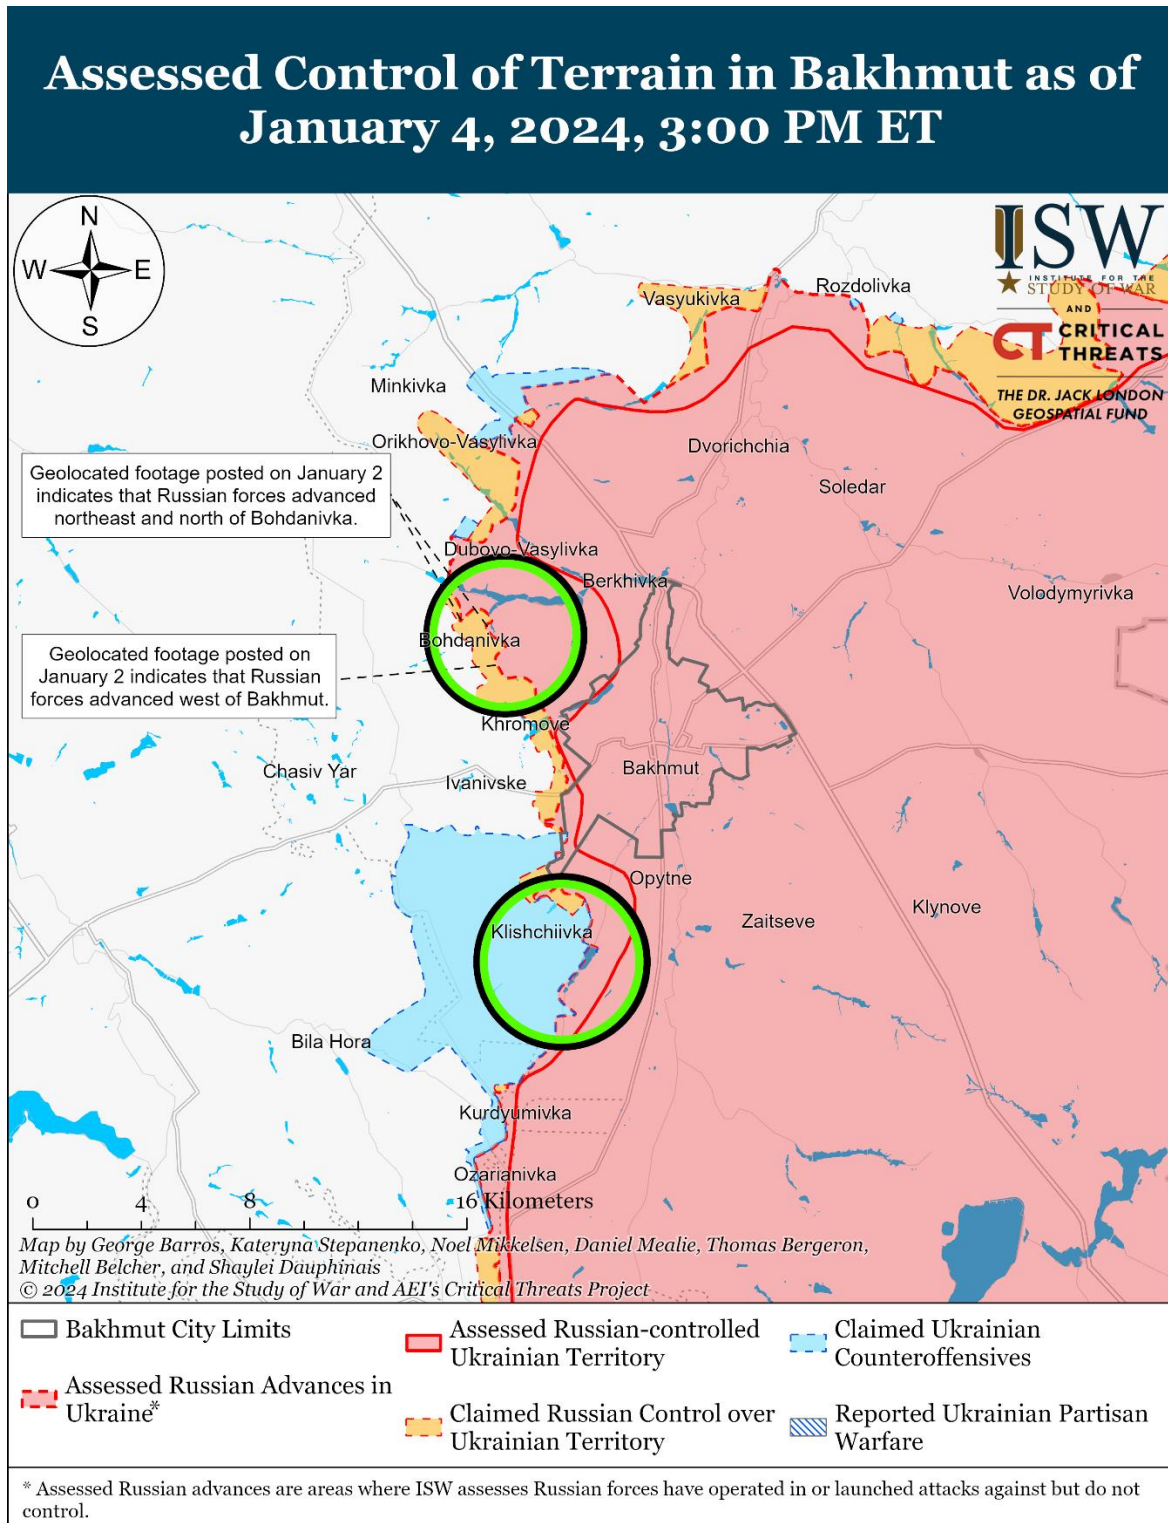 Assessed Control of Terrain in Bakhmut as of
January 4, 2024, 3:00 PM ET
N
W
E
S
ISW
INSTITUTE FOR THE
STUDY OF WAR
AND
CT CRITICAL
THREATS
THE DR. JACK LONDON
GEOSPATIAL FUND
Rozdolivka
Vasyukivka
Minkivka
Orikhovo-Vasylivka
Dvorichchia
Soledar
Geolocated footage posted on January 2
indicates that Russian forces advanced
northeast and north of Bohdanivka.
Dubovo-Vasylivka
Berkhivka
Volodymyrivka
Bohdanivka
Geolocated footage posted on
January 2 indicates that Russian
forces advanced west of Bakhmut.
Khromove
Chasiv Yar
Ivanivske
Bakhmut
Opytne
Klynove
Zaitseve
Klishchiivka
Bila Hora
Kurdyumivka
Ozarianivka
0
4
8
16 Kilometers
Map by George Barros, Kateryna Stepanenko, Noel Mikkelsen, Daniel Mealie, Thomas Bergeron,
Mitchell Belcher, and Shaylei Dauphinais
© 2024 Institute for the Study of War and AEI's Critical Threats Project
Bakhmut City Limits
Assessed Russian Advances in
Ukraine*
Assessed Russian-controlled
Ukrainian Territory
Claimed Russian Control over
Ukrainian Territory
Claimed Ukrainian
Counteroffensives
Reported Ukrainian Partisan
Warfare
* Assessed Russian advances are areas where ISW assesses Russian forces have operated in or launched attacks against but do not
control.